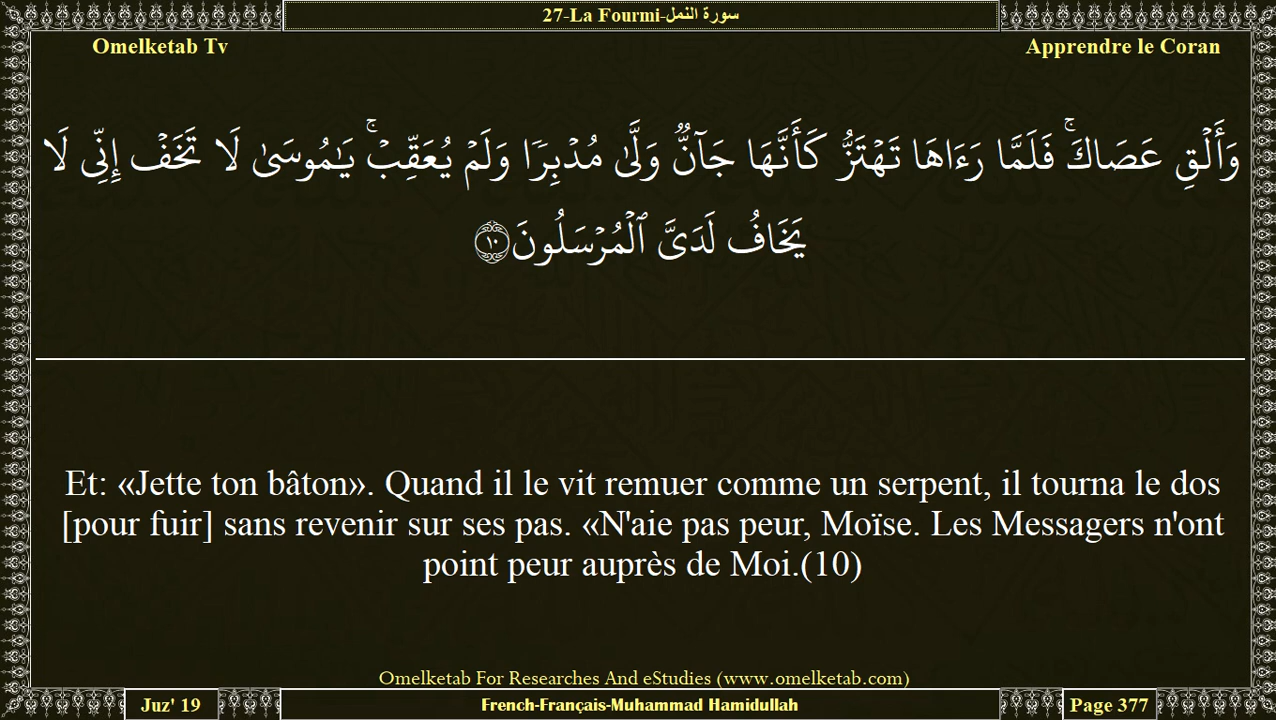 27-La Fourmi-سورة النمل
Omelketab Tv
Apprendre le Coran
وَأَلۡقِ عَصَاكَۚ فَلَمَّا رَءَاهَا تَهۡتَزُّ كَأَنَّهَا جَآنّٞ وَلَّىٰ مُدۡبِرٗا وَلَمۡ يُعَقِّبۡۚ يَٰمُوسَىٰ لَا تَخَفۡ إِنِّي لَا
يَخَافُ لَدَيَّ ٱلۡمُرۡسَلُونَ ١٠
Et: «Jette ton bâton». Quand il le vit remuer comme un serpent, il tourna le dos
[pour fuir] sans revenir sur ses pas. «N'aie pas peur, Moïse. Les Messagers n'ont
point peur auprès de Moi.(10)
Omelketab For Researches And eStudies (www.omelketab.com)
Juz' 19
French-Français-Muhammad Hamidullah
Page 377